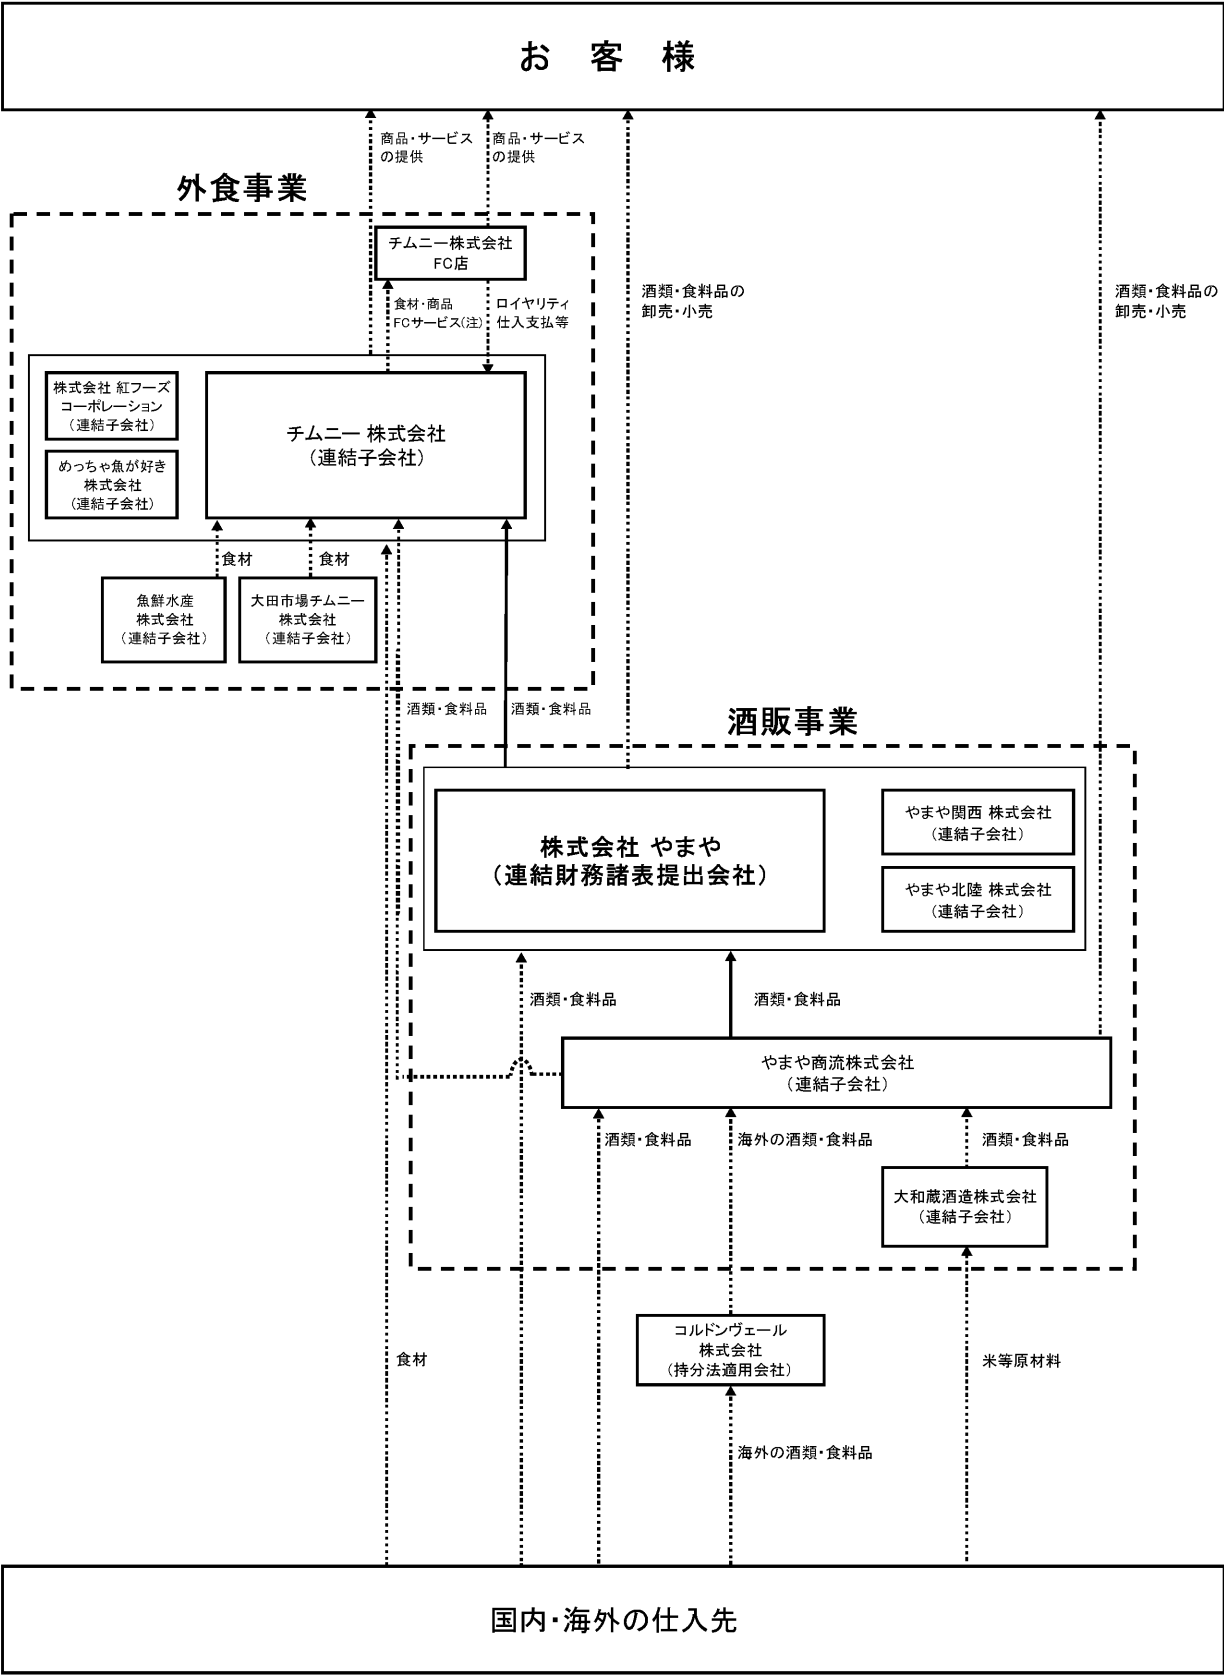 お 客 様
商品・サービス
の提供
商品・サービス
の提供
外食事業
チムニー株式会社
FC店
食材・商品
FCサービス(注)
ロイヤリティ
仕入支払等
酒類・食料品の
卸売・小売
酒類・食料品の
卸売・小売
株式会社 紅フーズ
コーポレーション
(連結子会社)
めっちゃ魚が好き
株式会社
(連結子会社)
チムニー 株式会社
(連結子会社)
食材
食材
魚鮮水産
株式会社
(連結子会社)
大田市場チムニー
株式会社
(連結子会社)
酒類・食料品
酒類・食料品
酒販事業
株式会社 やまや
(連結財務諸表提出会社)
やまや関西 株式会社
(連結子会社)
やまや北陸 株式会社
(連結子会社)
酒類・食料品
酒類・食料品
やまや商流株式会社
(連結子会社)
酒類・食料品
海外の酒類・食料品
酒類・食料品
大和蔵酒造株式会社
(連結子会社)
コルドンヴェール
株式会社
(持分法適用会社)
食材
米等原材料
海外の酒類・食料品
国内・海外の仕入先